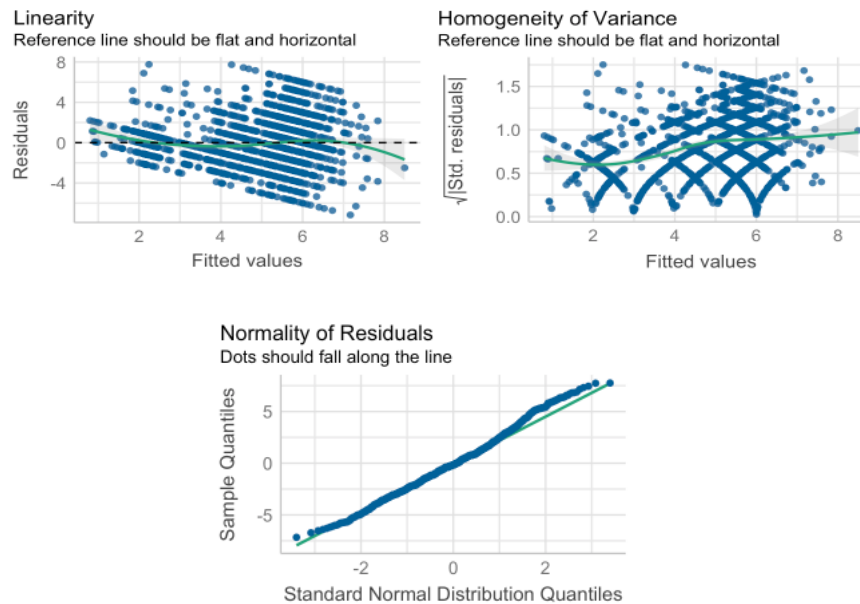 Linearity
Reference line should be flat and horizontal
8
4
0
-4
Residuals
2
4
6
8
Fitted values
Homogeneity of Variance
Reference line should be flat and horizontal
1.5
1.0
0.5
0.0
√|Std. residuals|
2
4
6
8
Fitted values
Normality of Residuals
Dots should fall along the line
5
0
-5
Sample Quantiles
-2
0
2
Standard Normal Distribution Quantiles